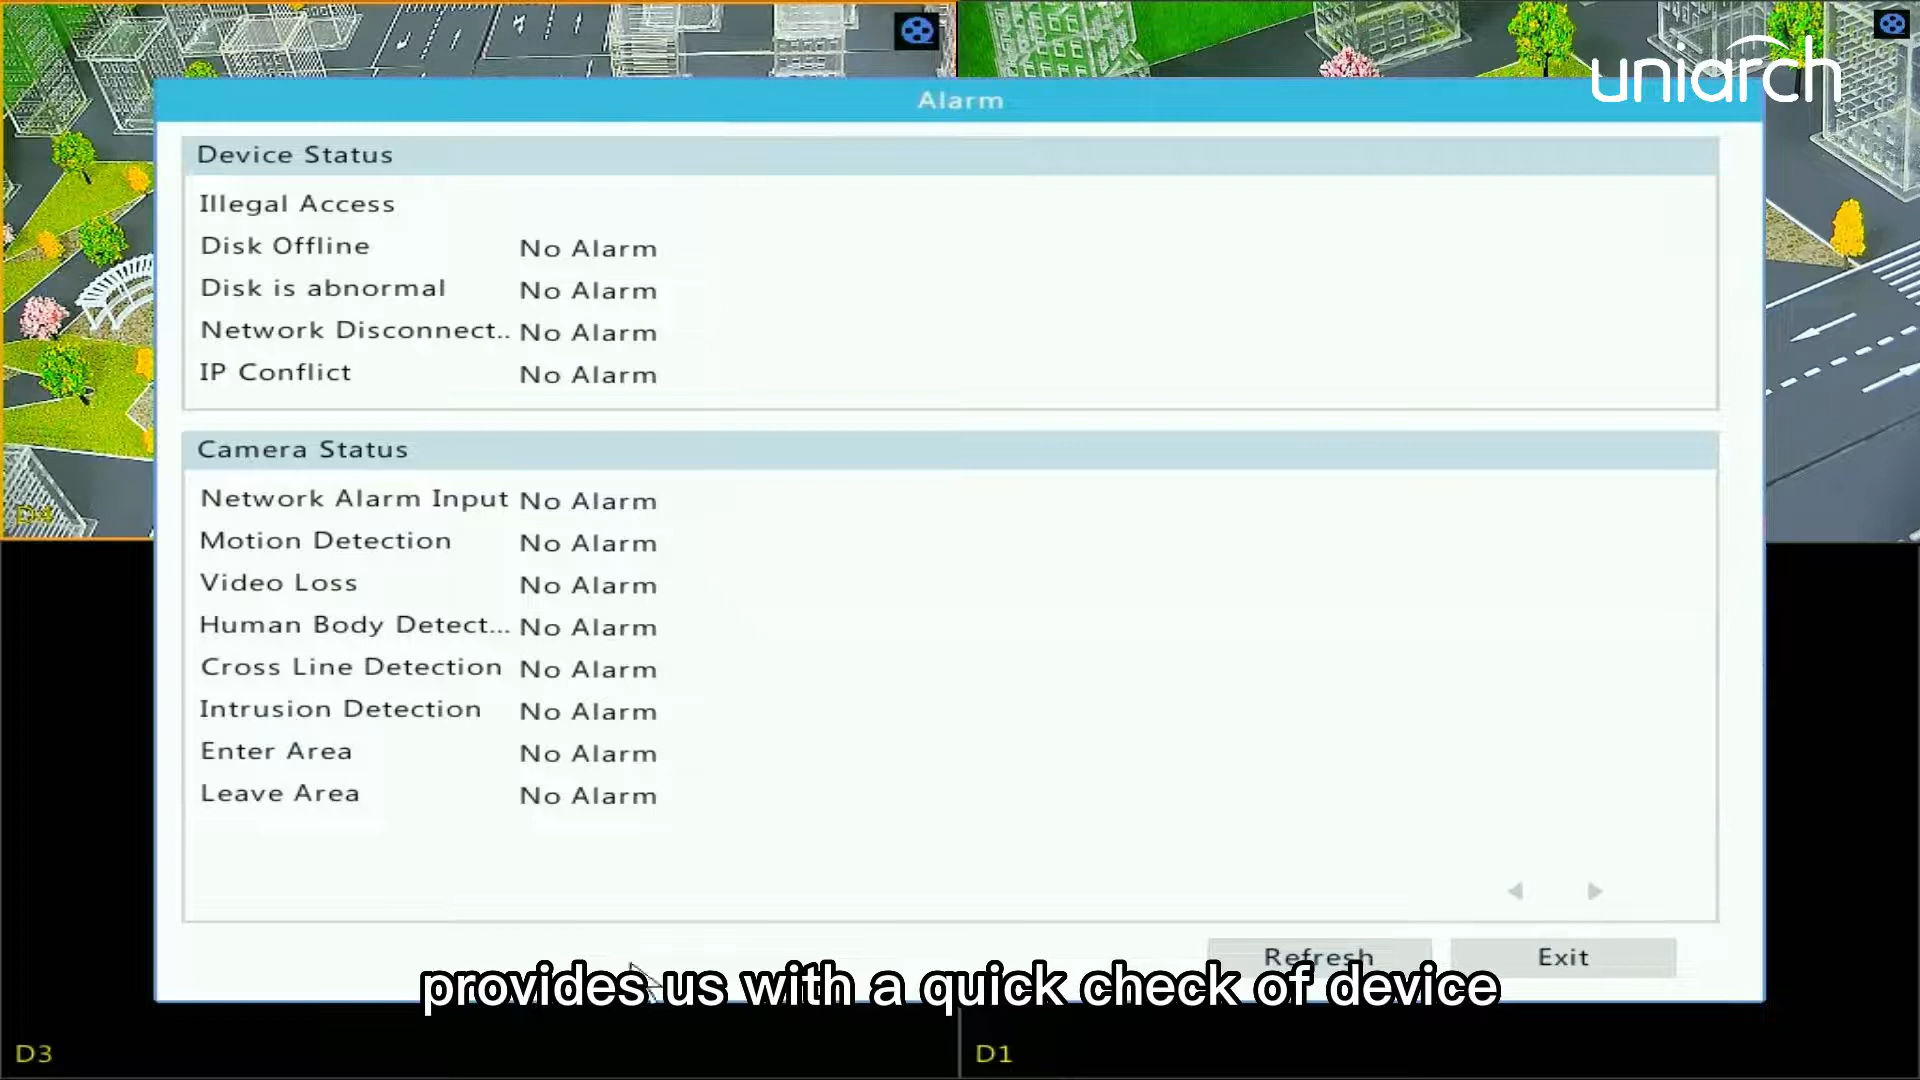 uniarch
Alarm
Device Status
Illegal Access
Disk Offline No Alarm
Disk is abnormal No Alarm
Network Disconnect.. No Alarm
IP Conflict No Alarm
Camera Status
Network Alarm Input No Alarm
Motion Detection No Alarm
Video Loss No Alarm
Human Body Detect... No Alarm
Cross Line Detection No Alarm
Intrusion Detection No Alarm
Enter Area No Alarm
Leave Area No Alarm
D4
Refresh Exit
provides us with a quick check of device
D3 D1